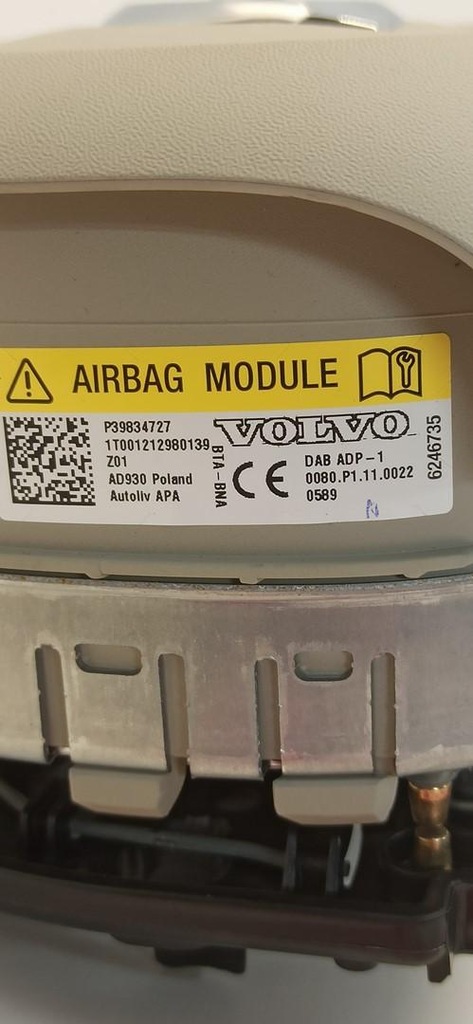 AIRBAG MODULE
P39834727
1T001212980139
Z01
AD930 Poland
Autoliv APA
BTA-BNA
VOLVO
CE
DAB ADP-1
0080.P1.11.0022
0589
6246735